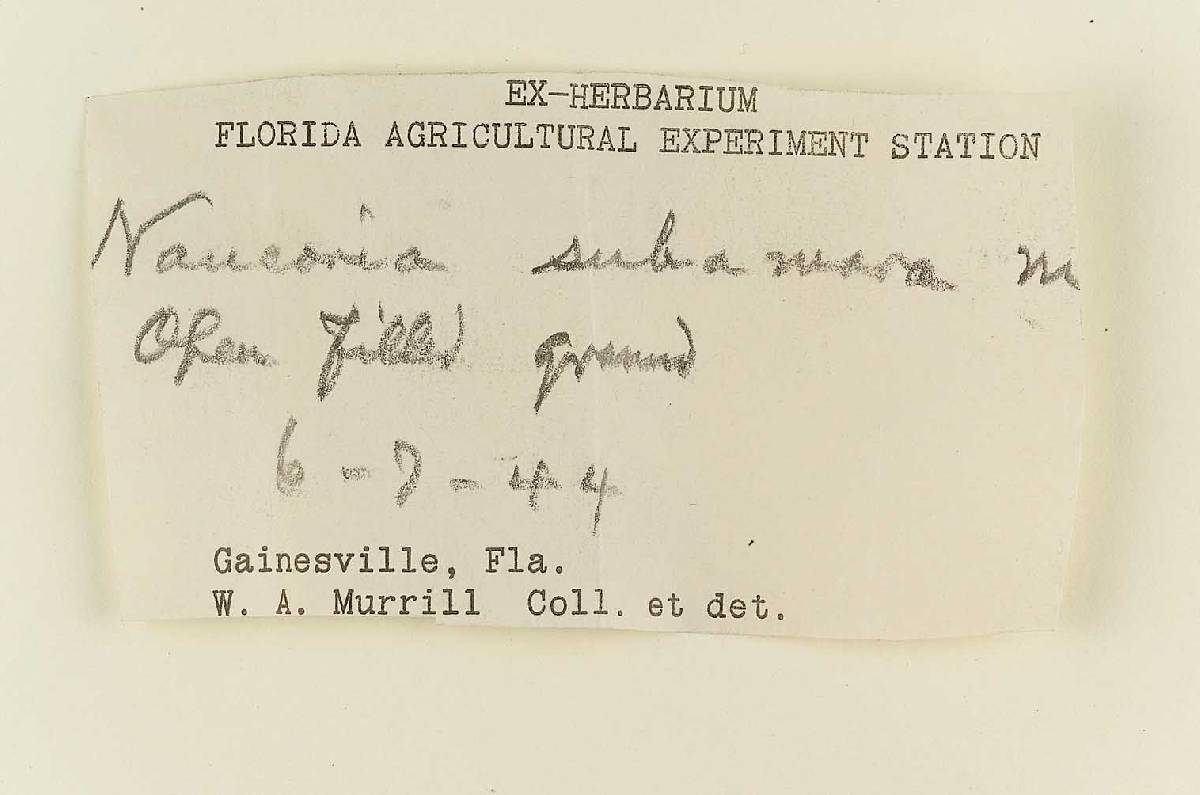 EX-HERBARIUM
FLORIDA AGRICULTURAL EXPERIMENT STATION
Naucoria subamara M
Open filled ground
6-7-44
Gainesville, Fla.
W. A. Murrill Coll. et det.